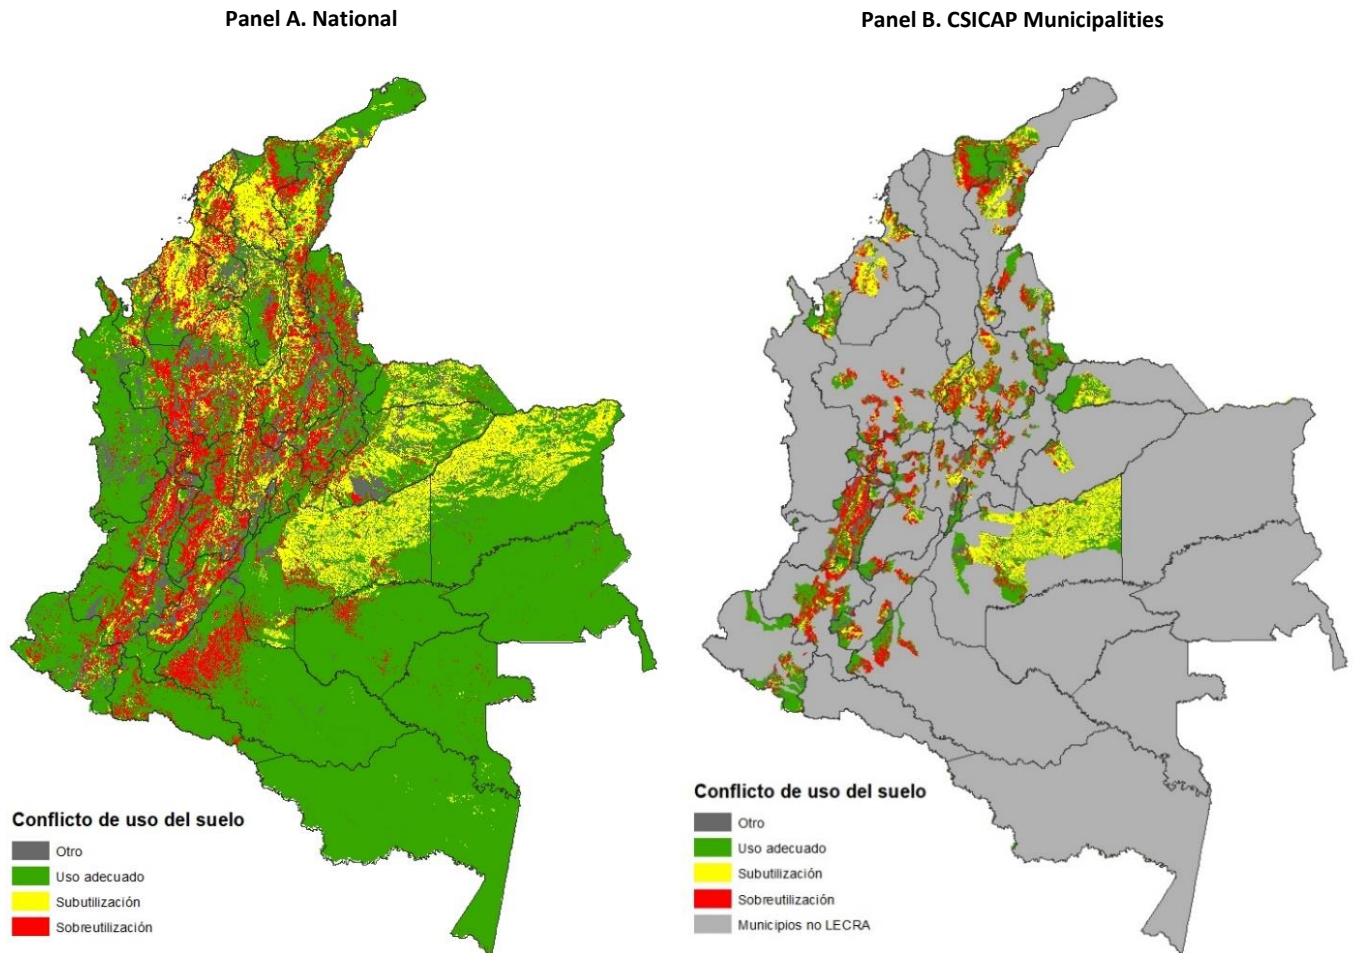 Panel A. National
Panel B. CSICAP Municipalities
Conflicto de uso del suelo
Otro
Uso adecuado
Subutilización
Sobreutilización
Conflicto de uso del suelo
Otro
Uso adecuado
Subutilización
Sobreutilización
Municipios no LECRA